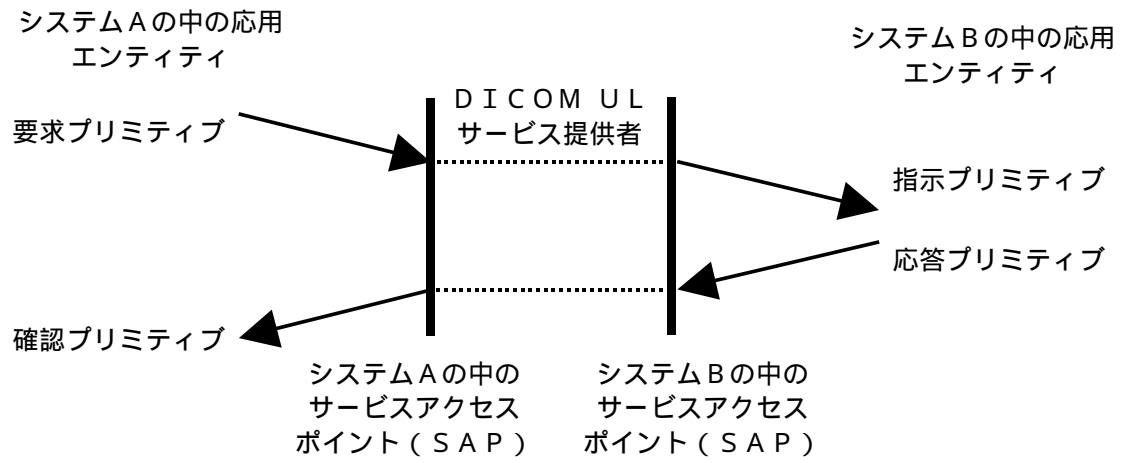 システムＡの中の応用
エンティティ
システムＢの中の応用
エンティティ
ＤＩＣＯＭ ＵＬ
サービス提供者
要求プリミティブ
指示プリミティブ
応答プリミティブ
確認プリミティブ
システムＡの中の
サービスアクセス
ポイント（ＳＡＰ）
システムＢの中の
サービスアクセス
ポイント（ＳＡＰ）